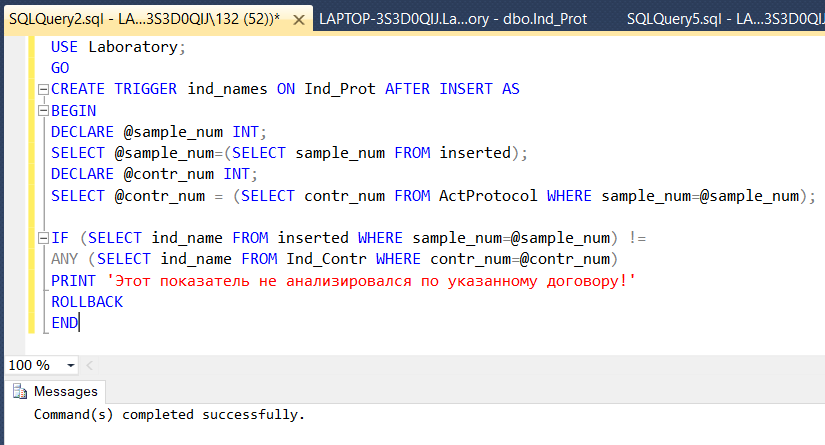 SQLQuery2.sql - LA...3S3D0QIJ\132 (52))* LAPTOP-3S3D0QIJ.La...ory - dbo.Ind_Prot SQLQuery5.sql - LA...3S
USE Laboratory;
GO
CREATE TRIGGER ind_names ON Ind_Prot AFTER INSERT AS
BEGIN
DECLARE @sample_num INT;
SELECT @sample_num=(SELECT sample_num FROM inserted);
DECLARE @contr_num INT;
SELECT @contr_num = (SELECT contr_num FROM ActProtocol WHERE sample_num=@sample_num);
IF (SELECT ind_name FROM inserted WHERE sample_num=@sample_num) !=
ANY (SELECT ind_name FROM Ind_Contr WHERE contr_num=@contr_num)
PRINT 'Этот показатель не анализировался по указанному договору!'
ROLLBACK
END
100 %
Messages
Command(s) completed successfully.